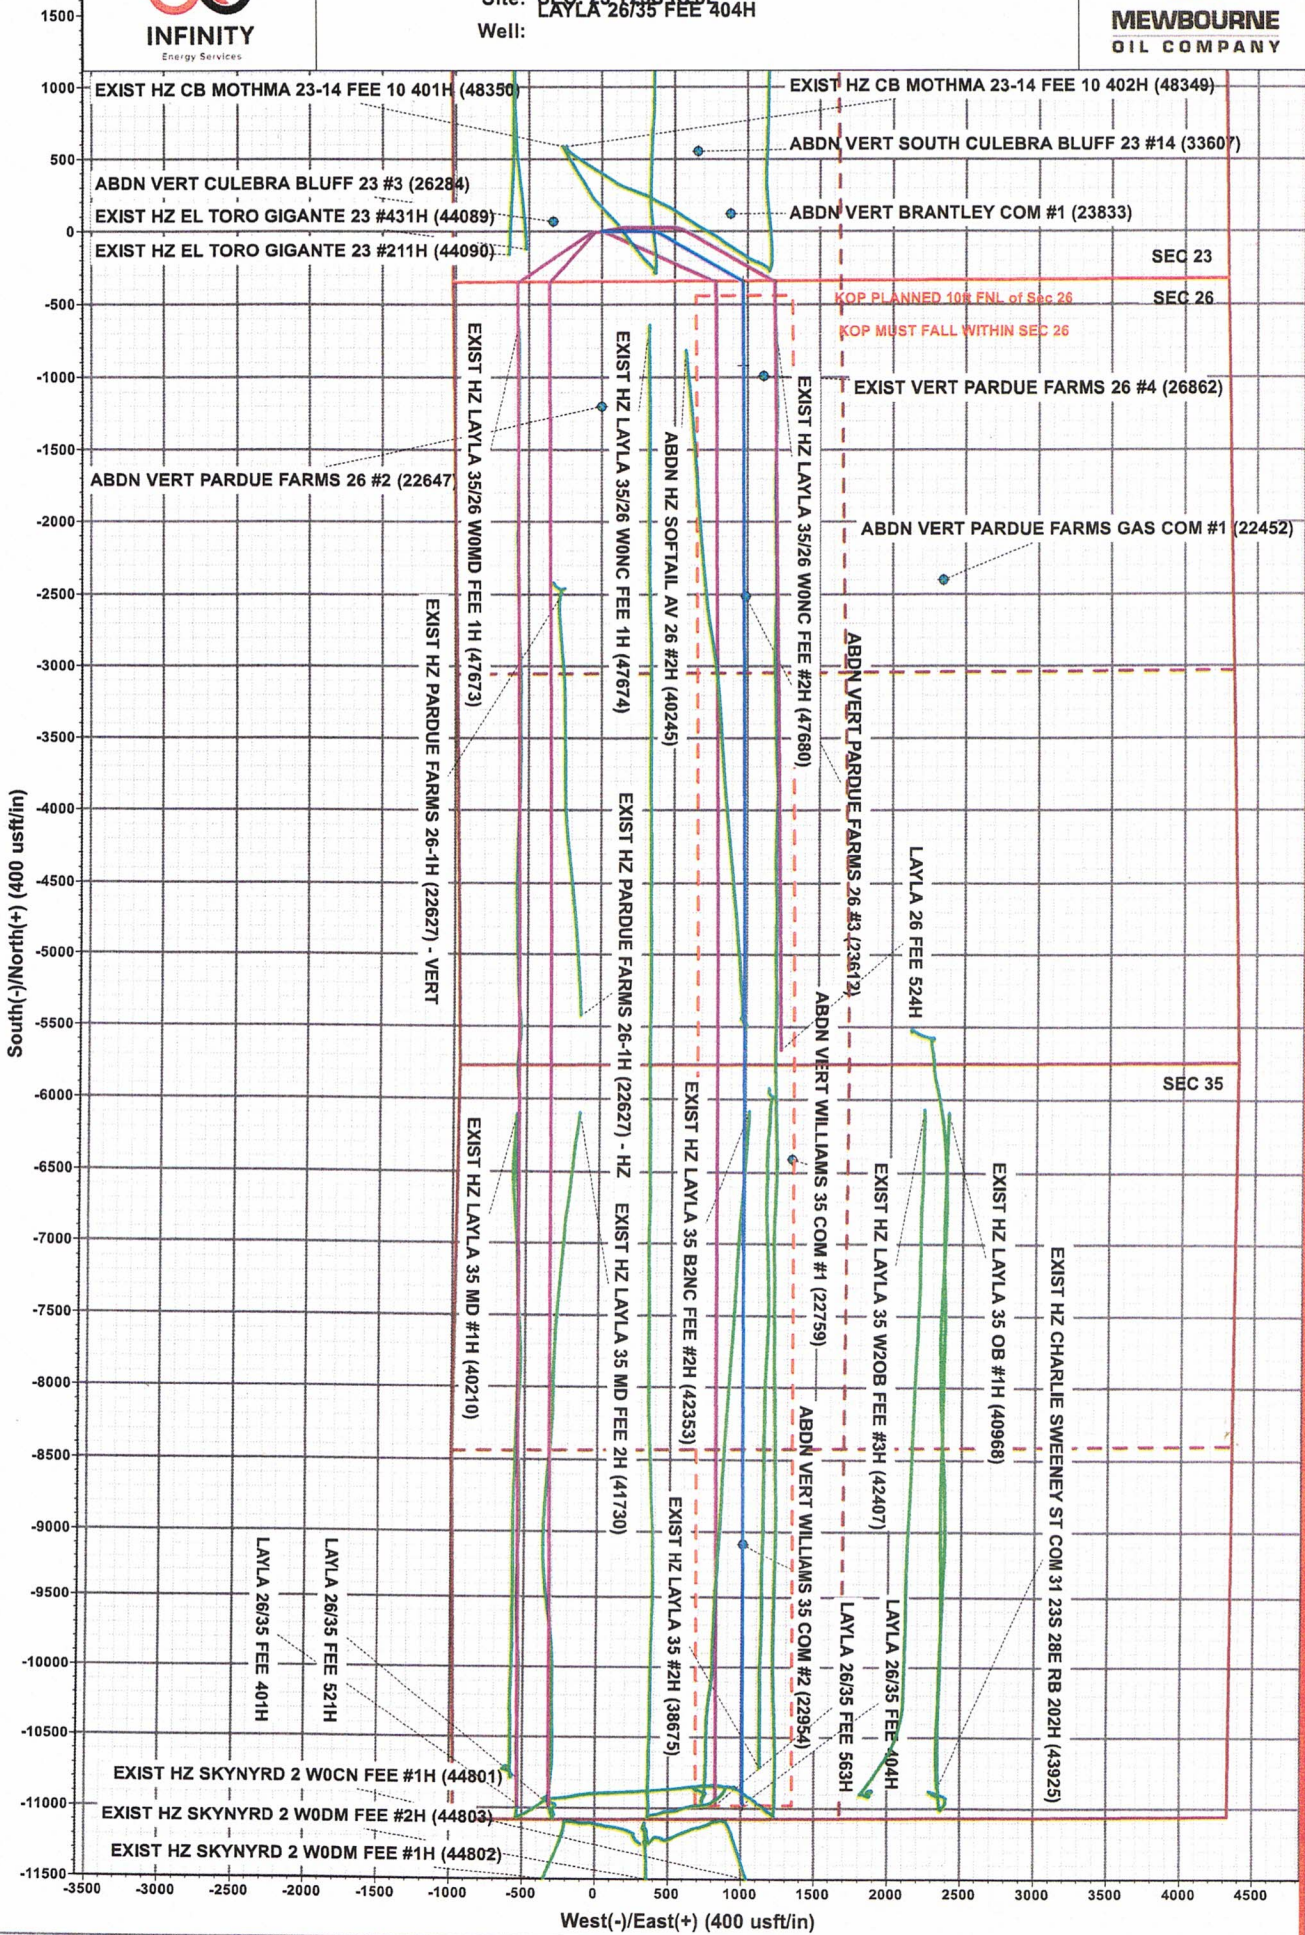 INFINITY
Energy Services
Site:
LAYLA 26/35 FEE 404H
Well:
MEWBOURNE
OIL COMPANY
EXIST HZ CB MOTHMA 23-14 FEE 10 401H (48350)
EXIST HZ CB MOTHMA 23-14 FEE 10 402H (48349)
ABDN VERT SOUTH CULEBRA BLUFF 23 #14 (33607)
ABDN VERT CULEBRA BLUFF 23 #3 (26284)
EXIST HZ EL TORO GIGANTE 23 #431H (44089)
ABDN VERT BRANTLEY COM #1 (23833)
EXIST HZ EL TORO GIGANTE 23 #211H (44090)
SEC 23
KOP PLANNED 10ft FNL of Sec 26
SEC 26
KOP MUST FALL WITHIN SEC 26
EXIST VERT PARDUE FARMS 26 #4 (26862)
ABDN VERT PARDUE FARMS 26 #2 (22647)
ABDN VERT PARDUE FARMS GAS COM #1 (22452)
EXIST HZ LAYLA 35/26 W0MD FEE 1H (47673)
EXIST HZ LAYLA 35/26 W0NC FEE 1H (47674)
ABDN HZ SOFTAIL AV 26 #2H (40245)
EXIST HZ LAYLA 35/26 W0NC FEE #2H (47680)
EXIST HZ PARDUE FARMS 26-1H (22627) - VERT
ABDN VERT PARDUE FARMS 26 #3 (23612)
EXIST HZ PARDUE FARMS 26-1H (22627) - HZ
LAYLA 26 FEE 524H
SEC 35
ABDN VERT WILLIAMS 35 COM #1 (22759)
EXIST HZ LAYLA 35 B2NC FEE #2H (42353)
EXIST HZ LAYLA 35 MD #1H (40210)
EXIST HZ LAYLA 35 MD FEE 2H (41730)
EXIST HZ LAYLA 35 W2OB FEE #3H (42407)
EXIST HZ LAYLA 35 OB #1H (40968)
EXIST HZ CHARLIE SWEENEY ST COM 31 23S 28E RB 202H (43925)
ABDN VERT WILLIAMS 35 COM #2 (22954)
EXIST HZ LAYLA 35 #2H (38675)
LAYLA 26/35 FEE 401H
LAYLA 26/35 FEE 521H
LAYLA 26/35 FEE 563H
LAYLA 26/35 FEE 404H
EXIST HZ SKYNYRD 2 W0CN FEE #1H (44801)
EXIST HZ SKYNYRD 2 W0DM FEE #2H (44803)
EXIST HZ SKYNYRD 2 W0DM FEE #1H (44802)
South(-)/North(+) (400 usft/in)
1500
1000
500
0
-500
-1000
-1500
-2000
-2500
-3000
-3500
-4000
-4500
-5000
-5500
-6000
-6500
-7000
-7500
-8000
-8500
-9000
-9500
-10000
-10500
-11000
-11500
-3500 -3000 -2500 -2000 -1500 -1000 -500 0 500 1000 1500 2000 2500 3000 3500 4000 4500
West(-)/East(+) (400 usft/in)